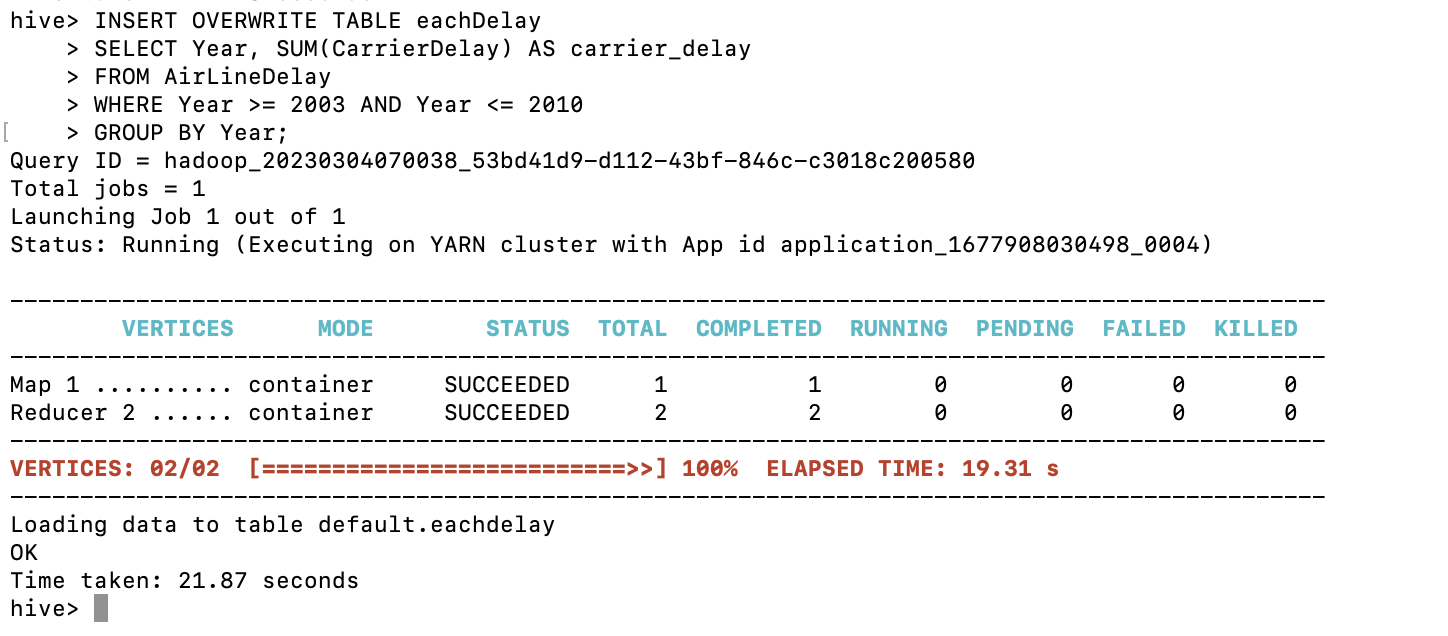 hive> INSERT OVERWRITE TABLE eachDelay
    > SELECT Year, SUM(CarrierDelay) AS carrier_delay
    > FROM AirLineDelay
    > WHERE Year >= 2003 AND Year <= 2010
[    > GROUP BY Year;
Query ID = hadoop_20230304070038_53bd41d9-d112-43bf-846c-c3018c200580
Total jobs = 1
Launching Job 1 out of 1
Status: Running (Executing on YARN cluster with App id application_1677908030498_0004)

----------------------------------------------------------------------------------------------
        VERTICES      MODE        STATUS  TOTAL  COMPLETED  RUNNING  PENDING  FAILED  KILLED
----------------------------------------------------------------------------------------------
Map 1 .......... container     SUCCEEDED      1          1        0        0       0       0
Reducer 2 ...... container     SUCCEEDED      2          2        0        0       0       0
----------------------------------------------------------------------------------------------
VERTICES: 02/02  [==========================>>] 100%  ELAPSED TIME: 19.31 s
----------------------------------------------------------------------------------------------
Loading data to table default.eachdelay
OK
Time taken: 21.87 seconds
hive>